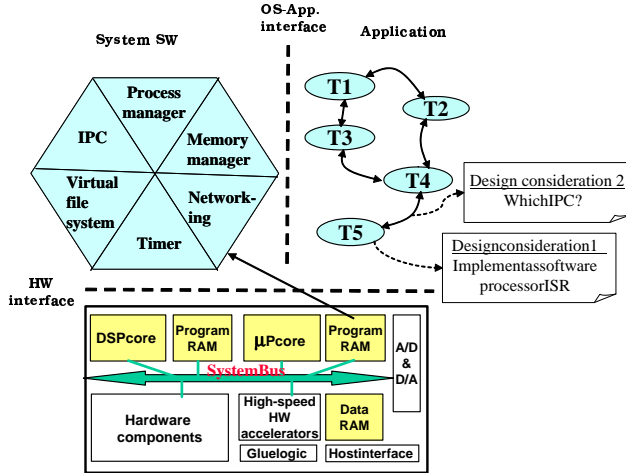 System SW
OS-App.
interface
Application
Process
manager
IPC
Memory
manager
Virtual
file
system
Network-
ing
Timer
T1
T2
T3
T4
T5
Design consideration 2
WhichIPC?
Designconsideration1
Implementassoftware
processorISR
HW
interface
DSPcore
Program
RAM
µPcore
Program
RAM
A/D
&
D/A
SystemBus
Hardware
components
High-speed
HW
accelerators
Data
RAM
Gluelogic
Hostinterface